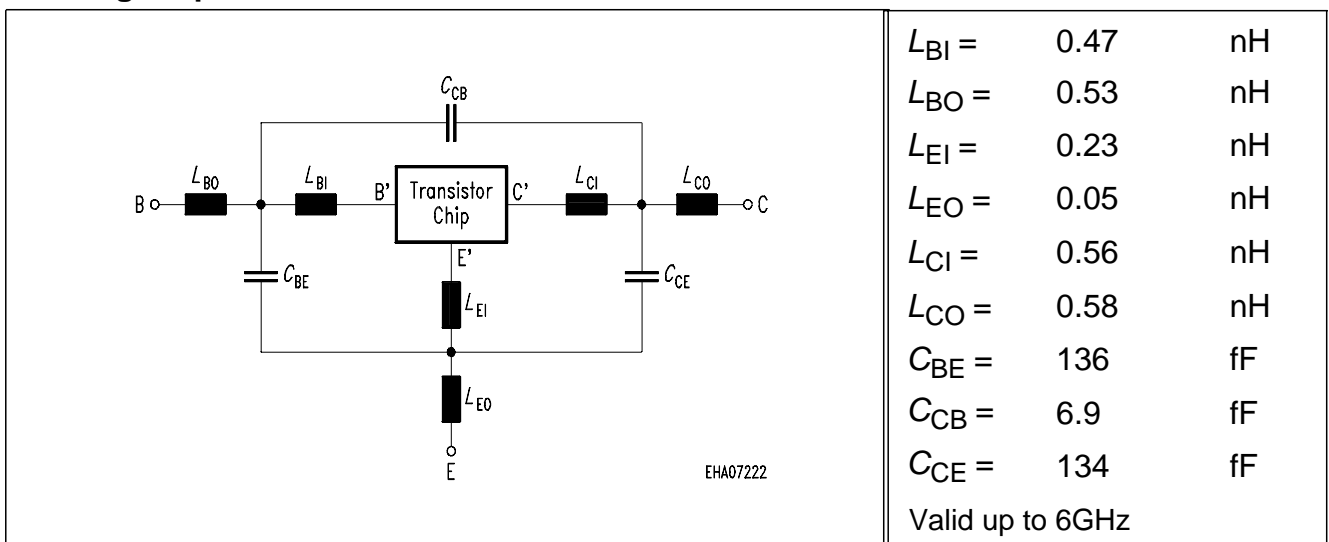 C_CB
L_BO
L_BI
B'
Transistor
Chip
C'
L_CI
L_CO
B
C
E'
C_BE
C_CE
L_EI
L_EO
E
EHA07222
L_BI = 0.47 nH
L_BO = 0.53 nH
L_EI = 0.23 nH
L_EO = 0.05 nH
L_CI = 0.56 nH
L_CO = 0.58 nH
C_BE = 136 fF
C_CB = 6.9 fF
C_CE = 134 fF
Valid up to 6GHz